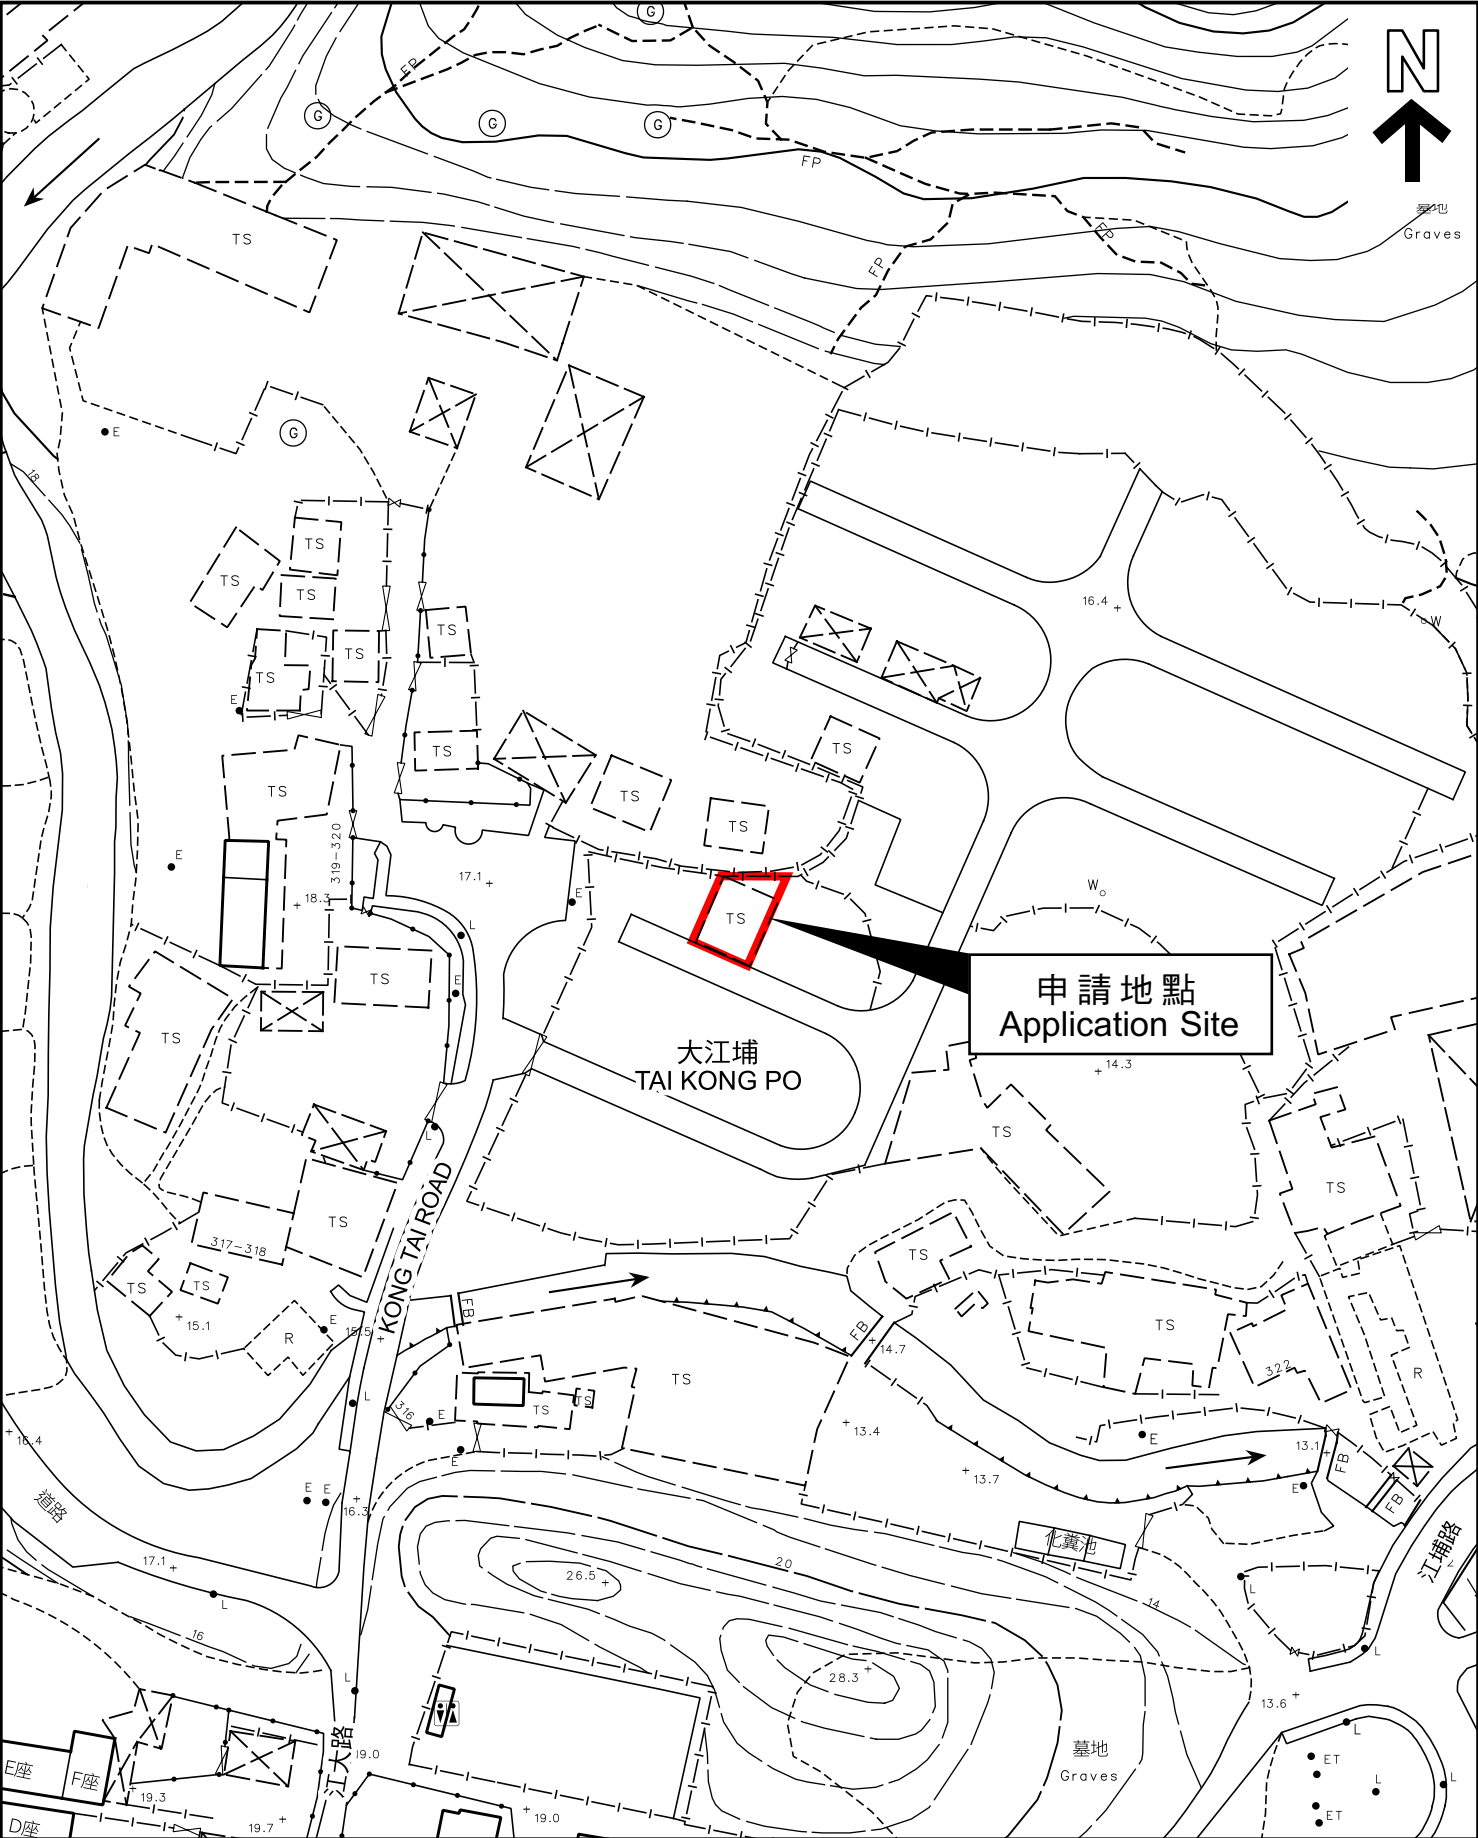 G
N
FP
G
G
G
FP
墓地
Graves
TS
FP
FP
E
G
18
TS
TS
TS
16.4
W
TS
TS
TS
E
TS
TS
TS
TS
TS
319-320
E
17.1
W
18.3
E
TS
L
TS
E
申請地點
Application Site
TS
大江埔
TAI KONG PO
14.3
L
TS
TS
KONG TAI ROAD
TS
317-318
TS
TS
TS
15.1
E
R
15.5
FB
FB
14.7
TS
322
R
TS
L
316
E
TS
TS
13.4
16.4
E
13.7
13.1
FB
E
E
E
E
16.3
FB
道路
化糞池
江埔路
17.1
20
26.5
L
14
L
16
L
28.3
L
13.6
L
墓地
Graves
江大路
19.0
E座
F座
19.3
19.0
ET
L
L
D座
19.7
ET